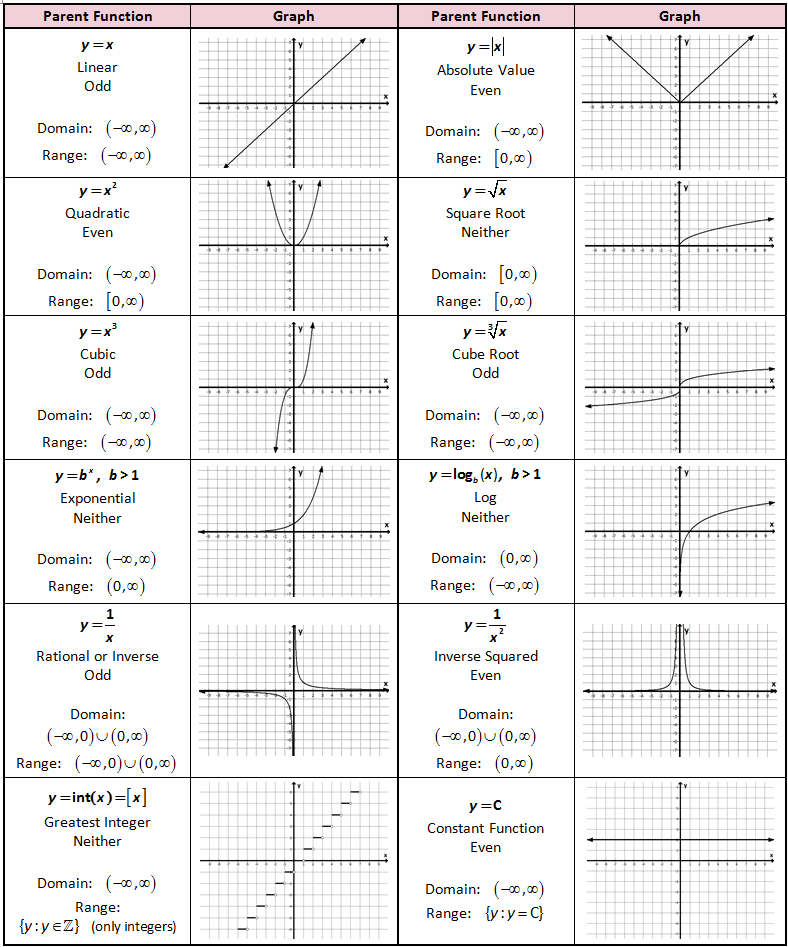 Parent Function Graph Parent Function Graph
y = x
Linear
Odd
Domain: (−∞,∞)
Range: (−∞,∞)
y = |x|
Absolute Value
Even
Domain: (−∞,∞)
Range: [0,∞)
y = x²
Quadratic
Even
Domain: (−∞,∞)
Range: [0,∞)
y = √x
Square Root
Neither
Domain: [0,∞)
Range: [0,∞)
y = x³
Cubic
Odd
Domain: (−∞,∞)
Range: (−∞,∞)
y = ∛x
Cube Root
Odd
Domain: (−∞,∞)
Range: (−∞,∞)
y = bˣ, b > 1
Exponential
Neither
Domain: (−∞,∞)
Range: (0,∞)
y = log_b(x), b > 1
Log
Neither
Domain: (0,∞)
Range: (−∞,∞)
y = 1/x
Rational or Inverse
Odd
Domain:
(−∞,0)∪(0,∞)
Range: (−∞,0)∪(0,∞)
y = 1/x²
Inverse Squared
Even
Domain:
(−∞,0)∪(0,∞)
Range: (0,∞)
y = int(x) = [x]
Greatest Integer
Neither
Domain: (−∞,∞)
Range:
{y : y ∈ ℤ} (only integers)
y = C
Constant Function
Even
Domain: (−∞,∞)
Range: {y : y = C}